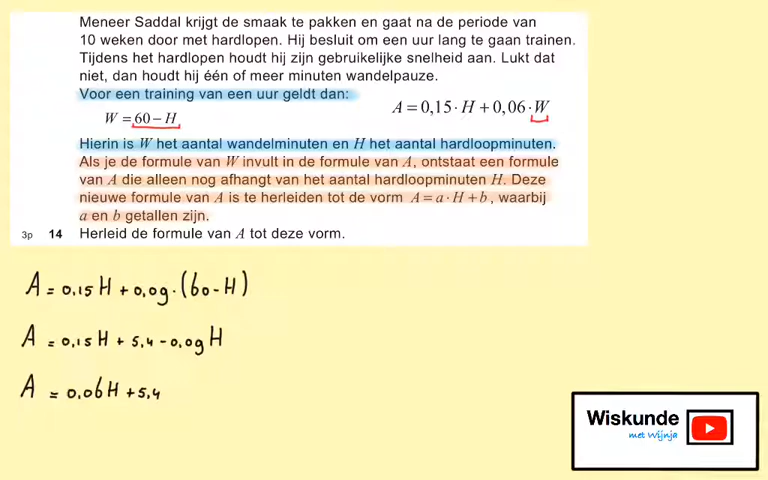 Meneer Saddal krijgt de smaak te pakken en gaat na de periode van
10 weken door met hardlopen. Hij besluit om een uur lang te gaan trainen.
Tijdens het hardlopen houdt hij zijn gebruikelijke snelheid aan. Lukt dat
niet, dan houdt hij één of meer minuten wandelpauze.
Voor een training van een uur geldt dan:
W = 60 − H
A = 0,15 · H + 0,06 · W
Hierin is W het aantal wandelminuten en H het aantal hardloopminuten.
Als je de formule van W invult in de formule van A, ontstaat een formule
van A die alleen nog afhangt van het aantal hardloopminuten H. Deze
nieuwe formule van A is te herleiden tot de vorm A = a · H + b, waarbij
a en b getallen zijn.
3p 14 Herleid de formule van A tot deze vorm.
A = 0,15 H + 0,09 · (60 - H)
A = 0,15 H + 5,4 - 0,09 H
A = 0,06 H + 5,4
Wiskunde
met Wijnja